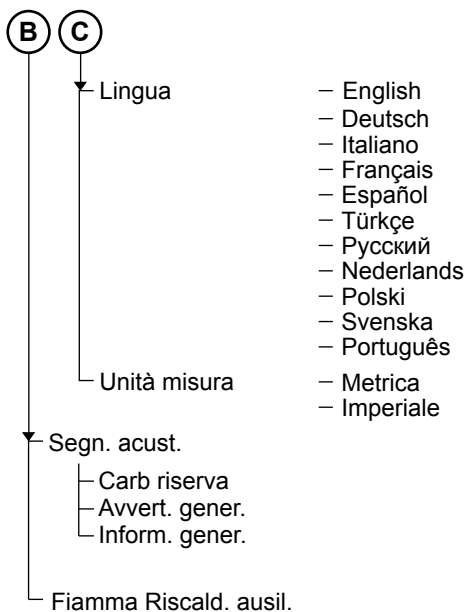 B C
Lingua – English
– Deutsch
– Italiano
– Français
– Español
– Türkçe
– Русский
– Nederlands
– Polski
– Svenska
– Português
Unità misura – Metrica
– Imperiale
Segn. acust.
Carb riserva
Avvert. gener.
Inform. gener.
Fiamma Riscald. ausil.